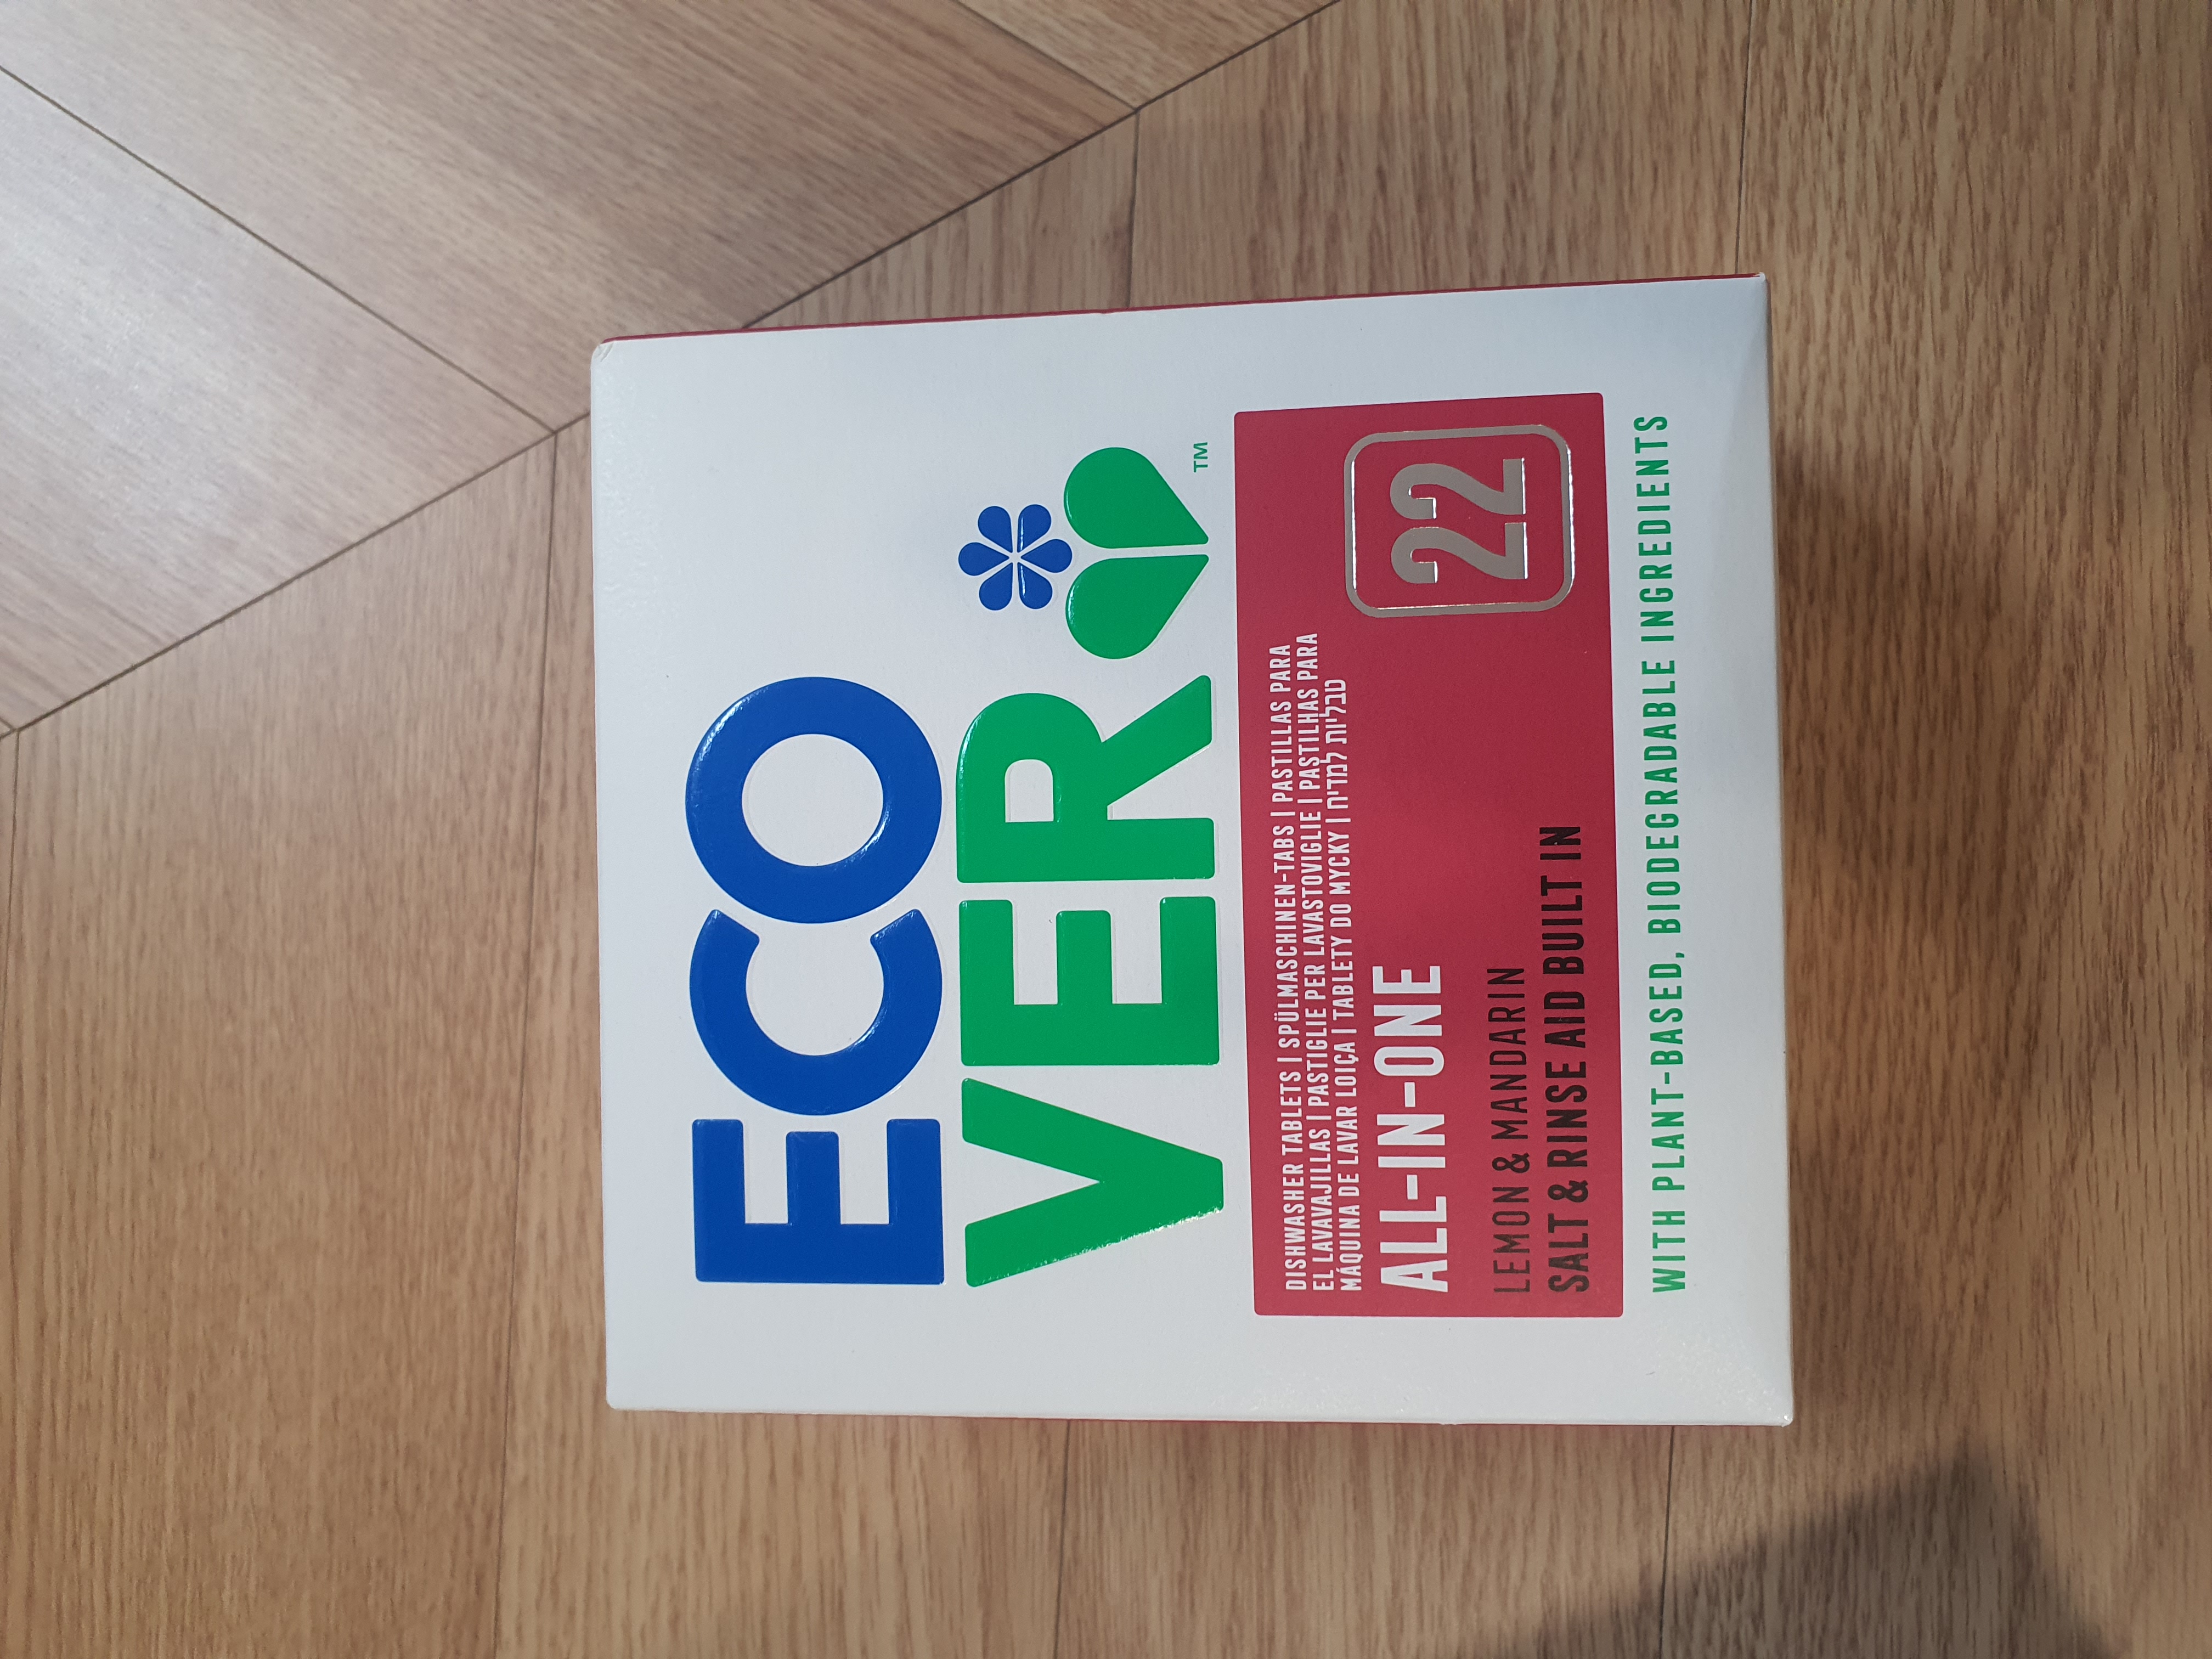 ECO
VER
TM
DISHWASHER TABLETS | SPÜLMASCHINEN-TABS | PASTILLAS PARA
EL LAVAVAJILLAS | PASTIGLIE PER LAVASTOVIGLIE | PASTILHAS PARA
MÁQUINA DE LAVAR LOIÇA | TABLETY DO MYCKY | טבליות למדיח
ALL-IN-ONE
22
LEMON & MANDARIN
SALT & RINSE AID BUILT IN
WITH PLANT-BASED, BIODEGRADABLE INGREDIENTS